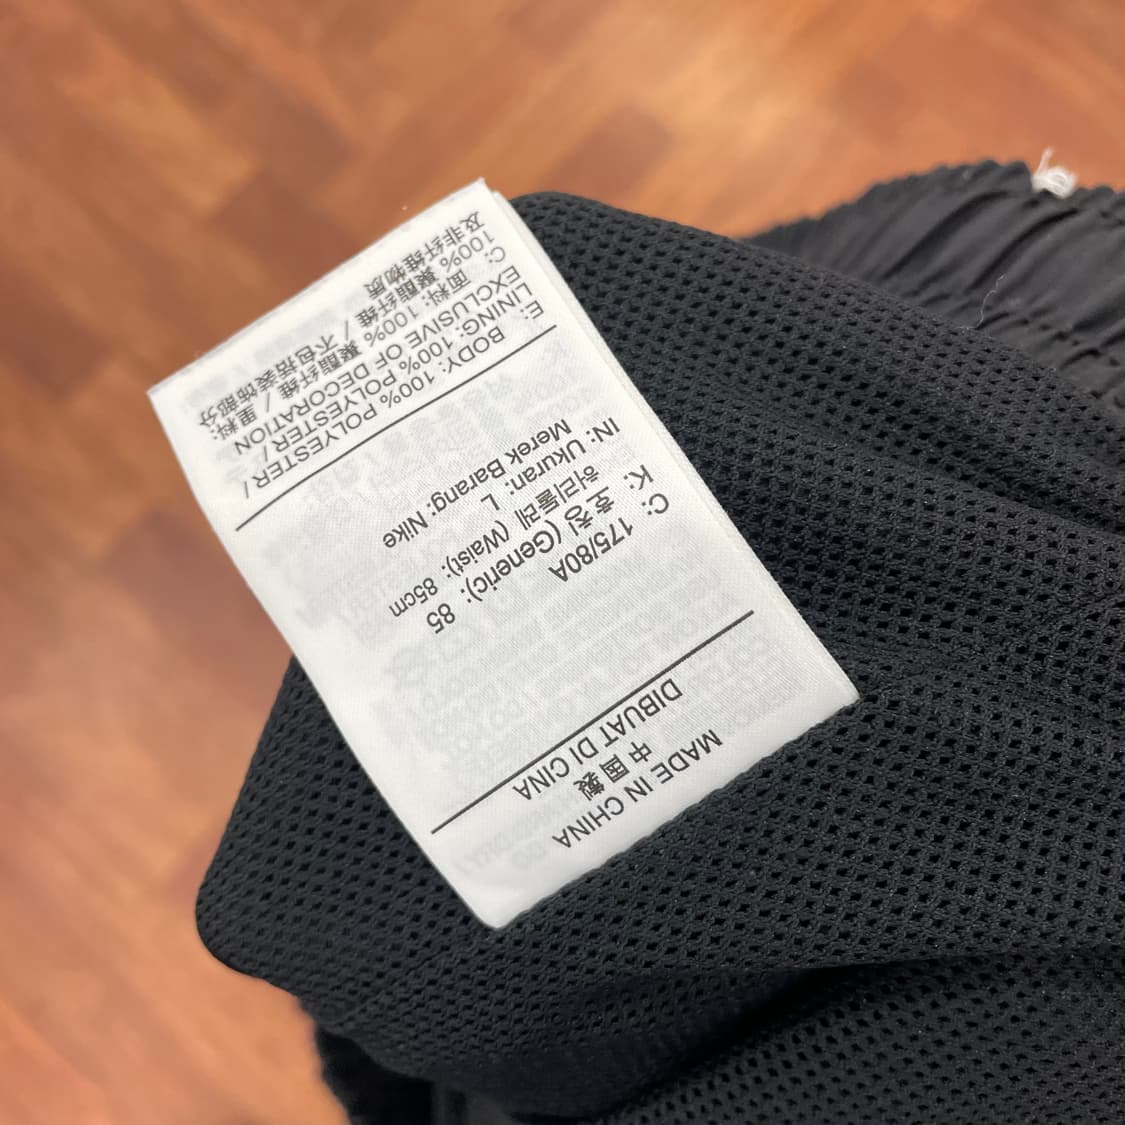 MADE IN CHINA
中國製
DIBUAT DI CINA
C: 175/80A
K: 호칭 (Generic): 85
허리둘레 (Waist): 85cm
IN: Ukuran: L
Merek Barang: Nike
E: BODY: 100% POLYESTER /
LINING: 100% POLYESTER /
EXCLUSIVE OF DECORATION
C: 面料: 100% 聚酯纤维 / 里料:
100% 聚酯纤维 / 不包括装饰部分
及非纤维物质